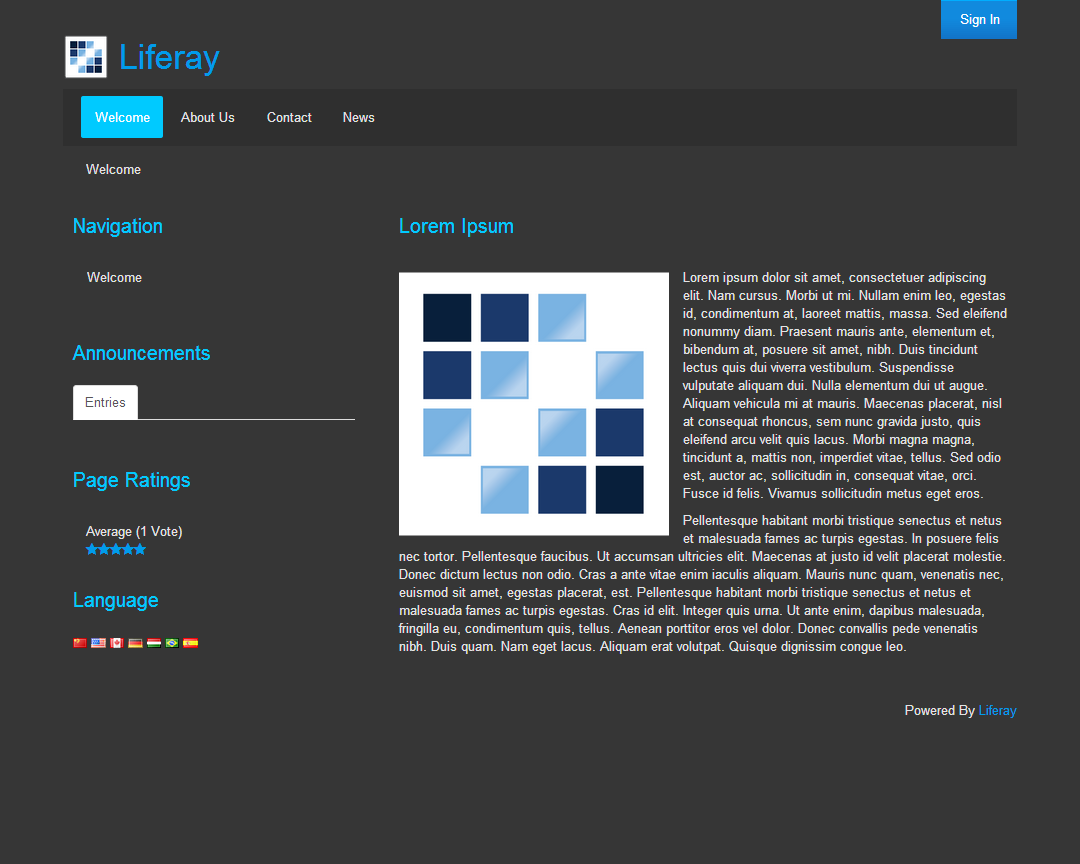 Sign In
Liferay
Welcome About Us Contact News
Welcome
Navigation
Welcome
Announcements
Entries
Page Ratings
Average (1 Vote)
Language
Lorem Ipsum
Lorem ipsum dolor sit amet, consectetuer adipiscing
elit. Nam cursus. Morbi ut mi. Nullam enim leo, egestas
id, condimentum at, laoreet mattis, massa. Sed eleifend
nonummy diam. Praesent mauris ante, elementum et,
bibendum at, posuere sit amet, nibh. Duis tincidunt
lectus quis dui viverra vestibulum. Suspendisse
vulputate aliquam dui. Nulla elementum dui ut augue.
Aliquam vehicula mi at mauris. Maecenas placerat, nisl
at consequat rhoncus, sem nunc gravida justo, quis
eleifend arcu velit quis lacus. Morbi magna magna,
tincidunt a, mattis non, imperdiet vitae, tellus. Sed odio
est, auctor ac, sollicitudin in, consequat vitae, orci.
Fusce id felis. Vivamus sollicitudin metus eget eros.
Pellentesque habitant morbi tristique senectus et netus
et malesuada fames ac turpis egestas. In posuere felis
nec tortor. Pellentesque faucibus. Ut accumsan ultricies elit. Maecenas at justo id velit placerat molestie.
Donec dictum lectus non odio. Cras a ante vitae enim iaculis aliquam. Mauris nunc quam, venenatis nec,
euismod sit amet, egestas placerat, est. Pellentesque habitant morbi tristique senectus et netus et
malesuada fames ac turpis egestas. Cras id elit. Integer quis urna. Ut ante enim, dapibus malesuada,
fringilla eu, condimentum quis, tellus. Aenean porttitor eros vel dolor. Donec convallis pede venenatis
nibh. Duis quam. Nam eget lacus. Aliquam erat volutpat. Quisque dignissim congue leo.
Powered By Liferay